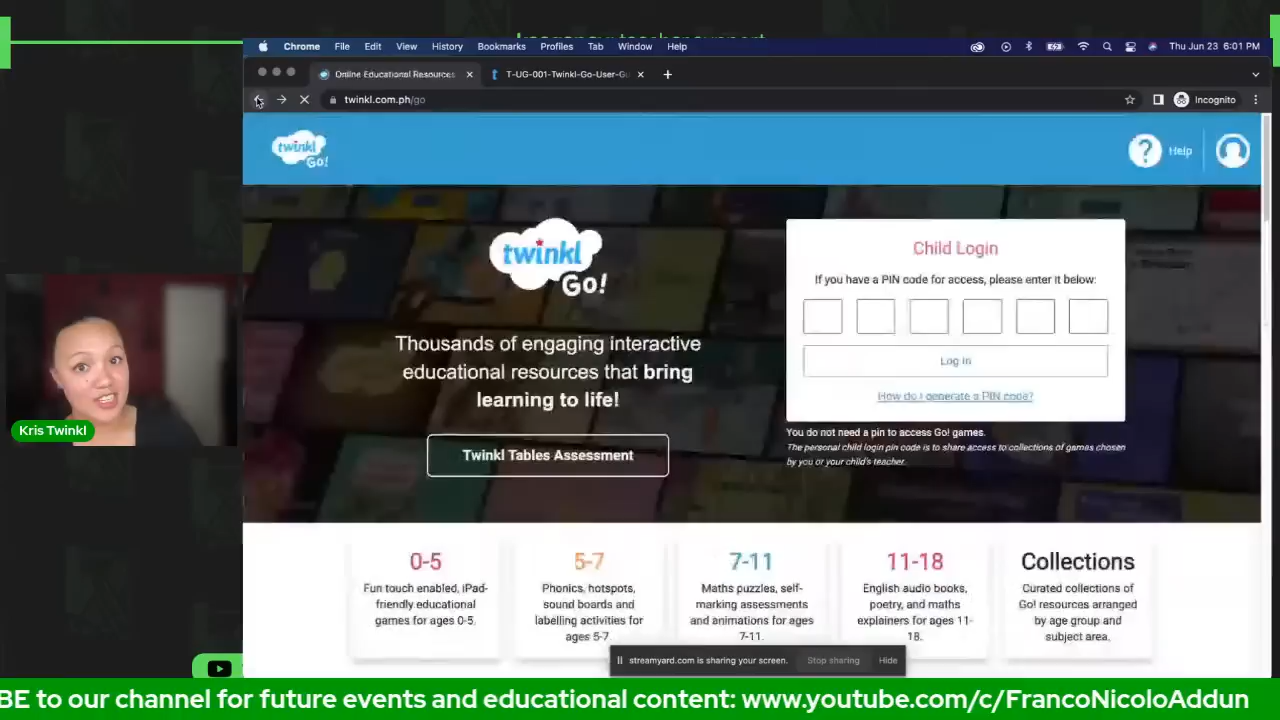 Chrome File Edit View History Bookmarks Profiles Tab Window Help
Thu Jun 23 6:01 PM
Online Educational Resources
T-UG-001-Twinkl-Go-User-Gu
twinkl.com.ph/go
Incognito
twinkl
Go!
Help
twinkl
Go!
Thousands of engaging interactive
educational resources that bring
learning to life!
Twinkl Tables Assessment
Child Login
If you have a PIN code for access, please enter it below:
Log in
How do I generate a PIN code?
You do not need a pin to access Go! games.
The personal child login pin code is to share access to collections of games chosen
by you or your child's teacher.
Kris Twinkl
0-5
Fun touch enabled, iPad-
friendly educational
games for ages 0-5.
5-7
Phonics, hotspots,
sound boards and
labelling activities for
ages 5-7.
7-11
Maths puzzles, self-
marking assessments
and animations for ages
7-11.
11-18
English audio books,
poetry, and maths
explainers for ages 11-
18.
Collections
Curated collections of
Go! resources arranged
by age group and
subject area.
streamyard.com is sharing your screen.
Stop sharing
Hide
BE to our channel for future events and educational content: www.youtube.com/c/FrancoNicoloAddun